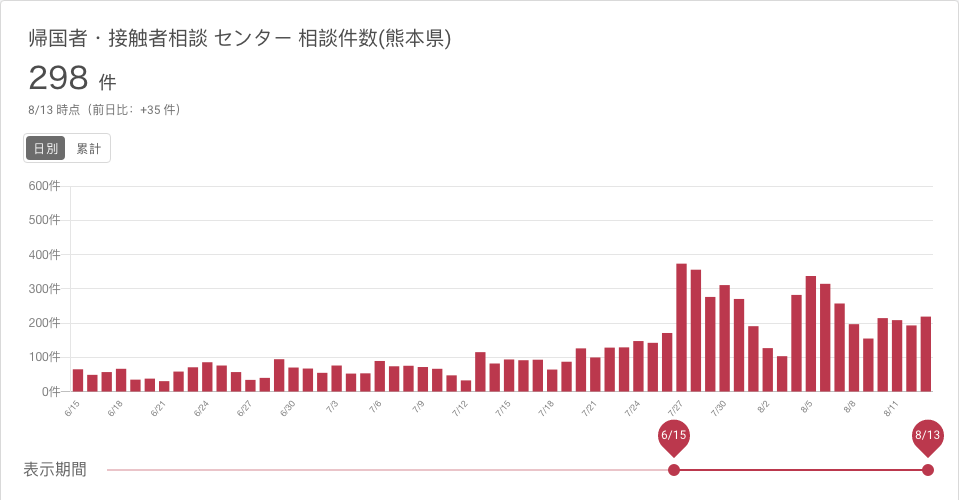 帰国者・接触者相談 センター 相談件数(熊本県)
298 件
8/13 時点（前日比：+35 件）
日別 累計
600件
500件
400件
300件
200件
100件
0件
6/15 6/18 6/21 6/24 6/27 6/30 7/3 7/6 7/9 7/12 7/15 7/18 7/21 7/24 7/27 7/30 8/2 8/5 8/8 8/11
6/15 8/13
表示期間